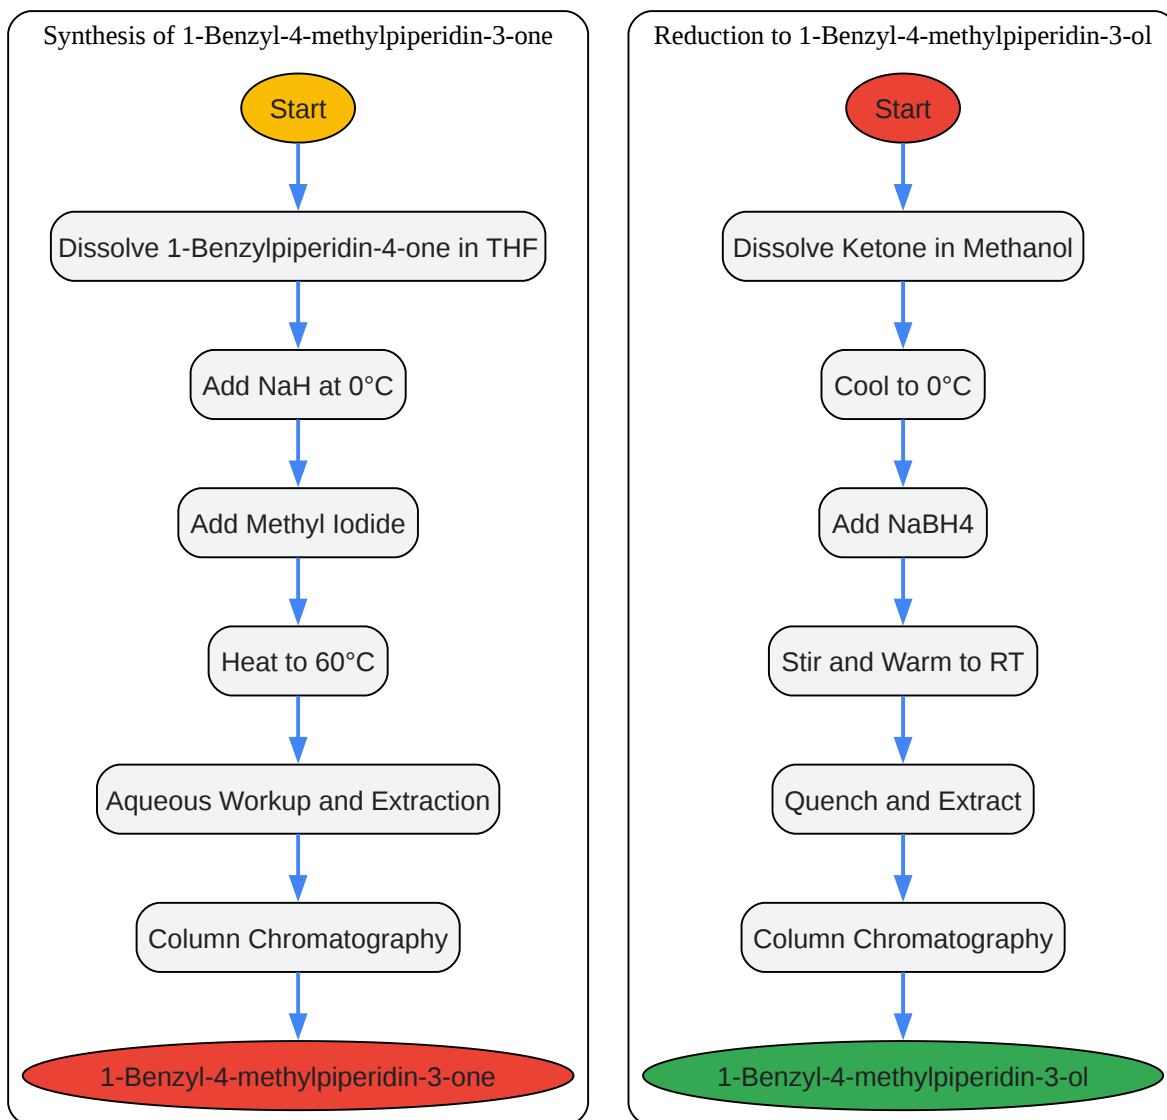 Synthesis of 1-Benzyl-4-methylpiperidin-3-one
Start
Dissolve 1-Benzylpiperidin-4-one in THF
Add NaH at 0°C
Add Methyl Iodide
Heat to 60°C
Aqueous Workup and Extraction
Column Chromatography
1-Benzyl-4-methylpiperidin-3-one
Reduction to 1-Benzyl-4-methylpiperidin-3-ol
Start
Dissolve Ketone in Methanol
Cool to 0°C
Add NaBH4
Stir and Warm to RT
Quench and Extract
Column Chromatography
1-Benzyl-4-methylpiperidin-3-ol